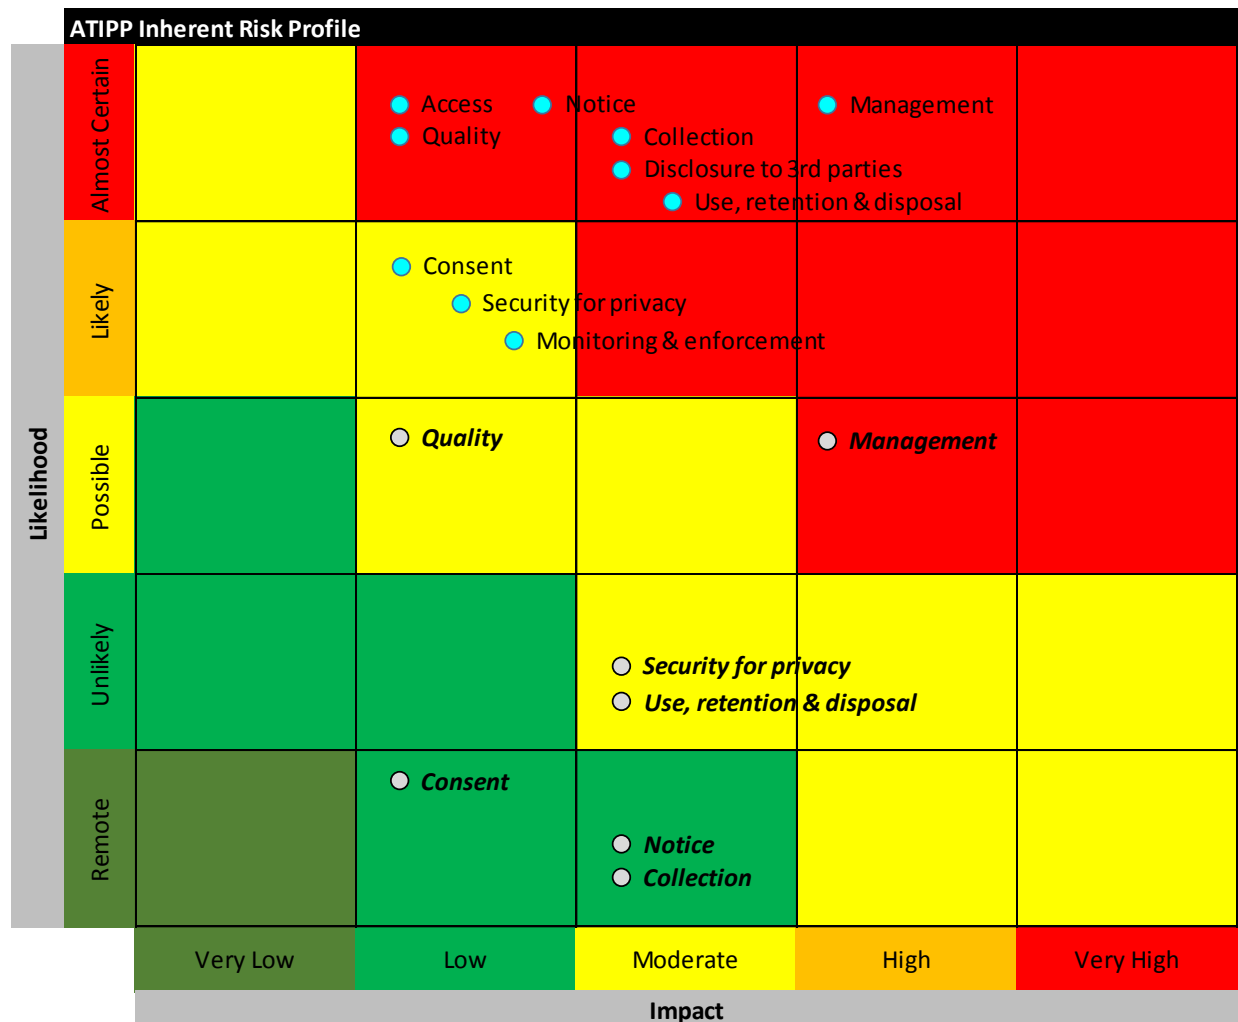 ATIPP Inherent Risk Profile
Likelihood
Almost Certain
Access
Notice
Management
Quality
Collection
Disclosure to 3rd parties
Use, retention & disposal
Likely
Consent
Security for privacy
Monitoring & enforcement
Possible
Quality
Management
Unlikely
Security for privacy
Use, retention & disposal
Remote
Consent
Notice
Collection
Very Low
Low
Moderate
High
Very High
Impact